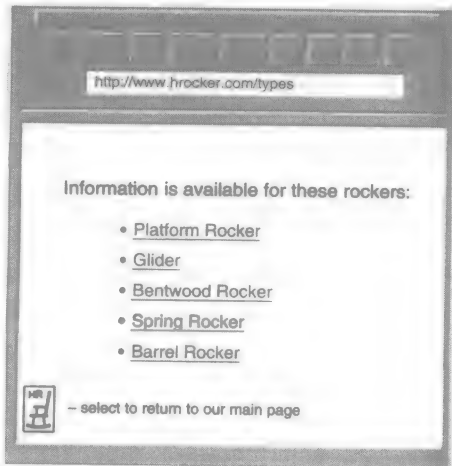 http://www.hrocker.com/types
Information is available for these rockers:
• Platform Rocker
• Glider
• Bentwood Rocker
• Spring Rocker
• Barrel Rocker
HR
– select to return to our main page